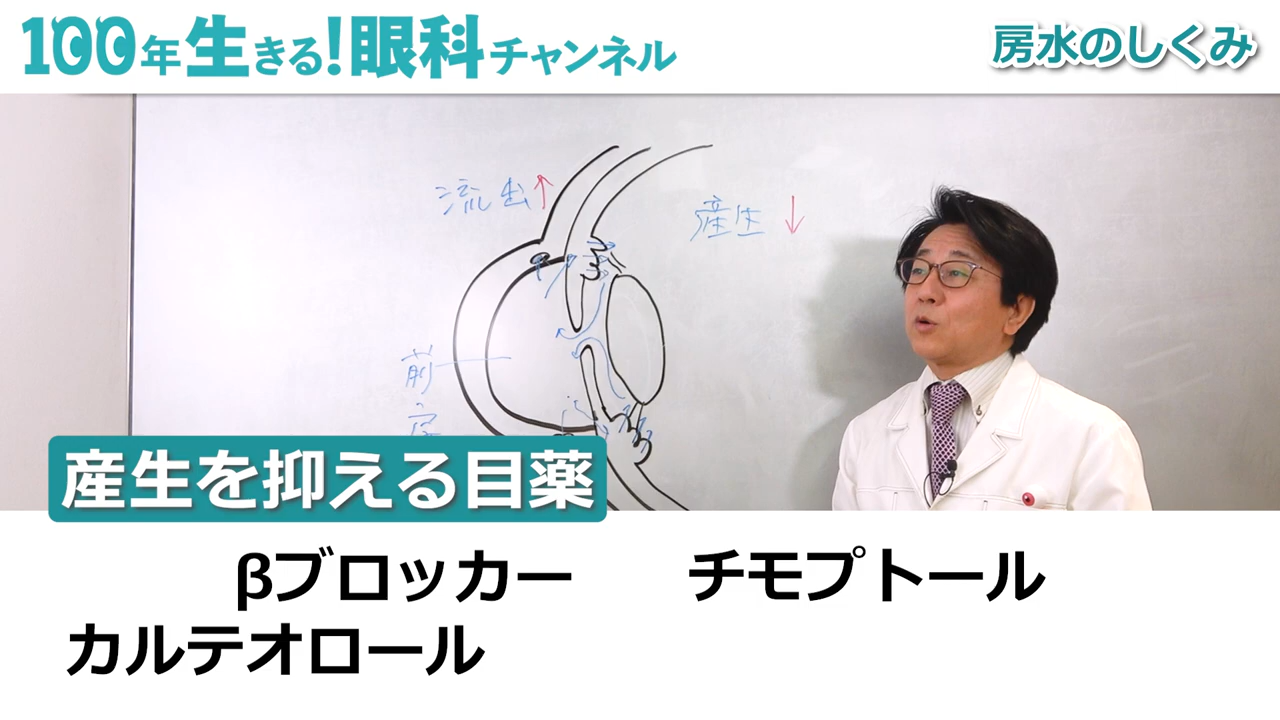 100年生きる!眼科チャンネル
房水のしくみ
流出↑
産生↓
前
房
産生を抑える目薬
βブロッカー チモプトール
カルテオロール